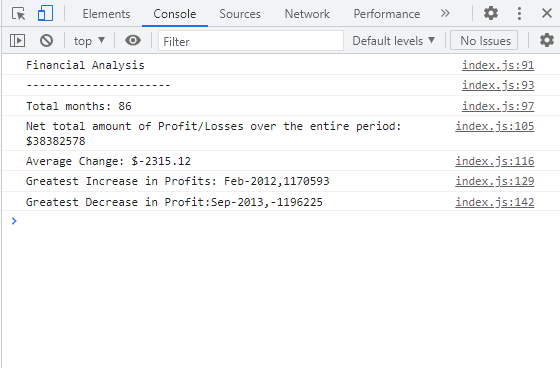 Elements Console Sources Network Performance »
top ▼ Filter Default levels ▼ No Issues
Financial Analysis index.js:91
---------------------- index.js:93
Total months: 86 index.js:97
Net total amount of Profit/Losses over the entire period: index.js:105
$38382578
Average Change: $-2315.12 index.js:116
Greatest Increase in Profits: Feb-2012,1170593 index.js:129
Greatest Decrease in Profit:Sep-2013,-1196225 index.js:142
>